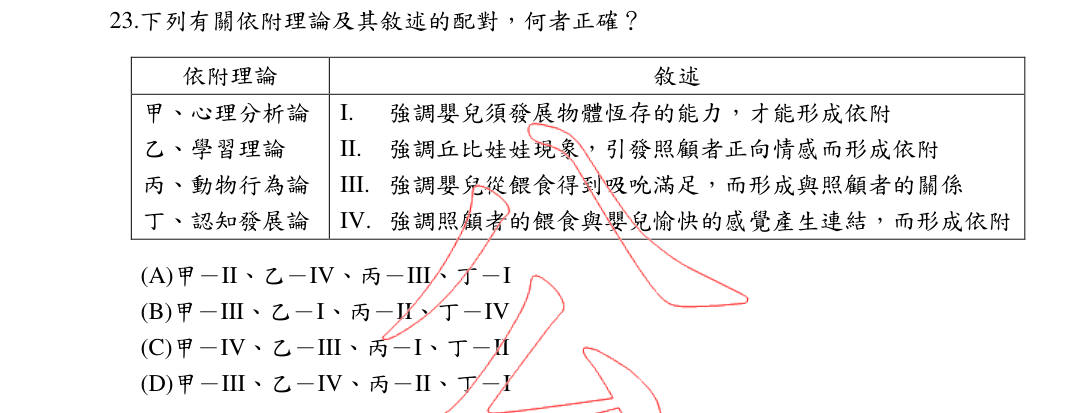 23.下列有關依附理論及其敘述的配對，何者正確？
依附理論 敘述
甲、心理分析論 I. 強調嬰兒須發展物體恆存的能力，才能形成依附
乙、學習理論 II. 強調丘比娃娃現象，引發照顧者正向情感而形成依附
丙、動物行為論 III. 強調嬰兒從餵食得到吸吮滿足，而形成與照顧者的關係
丁、認知發展論 IV. 強調照顧者的餵食與嬰兒愉快的感覺產生連結，而形成依附
(A)甲－II、乙－IV、丙－III、丁－I
(B)甲－III、乙－I、丙－II、丁－IV
(C)甲－IV、乙－III、丙－I、丁－II
(D)甲－III、乙－IV、丙－II、丁－I